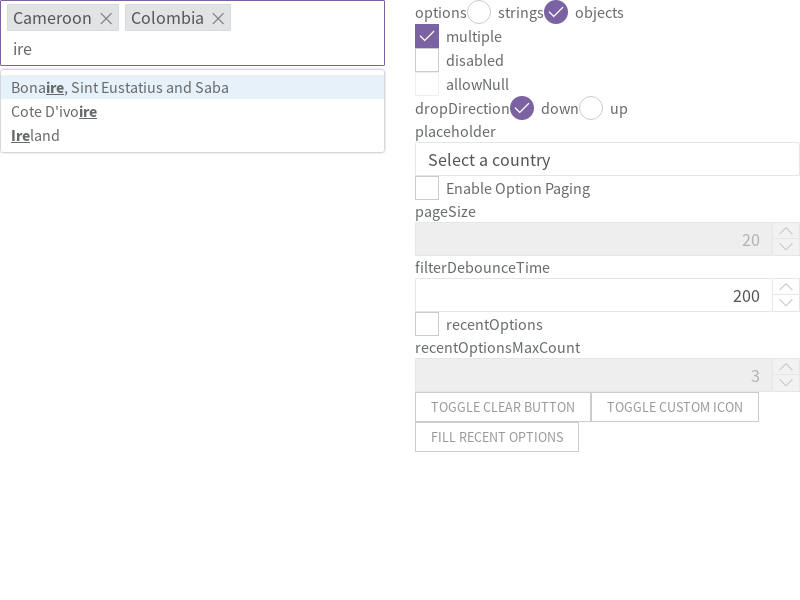 Cameroon
Colombia
ire
Bonaire, Sint Eustatius and Saba
Cote D'ivoire
Ireland
options strings objects
multiple
disabled
allowNull
dropDirection down up
placeholder
Select a country
Enable Option Paging
pageSize
20
filterDebounceTime
200
recentOptions
recentOptionsMaxCount
3
TOGGLE CLEAR BUTTON
TOGGLE CUSTOM ICON
FILL RECENT OPTIONS